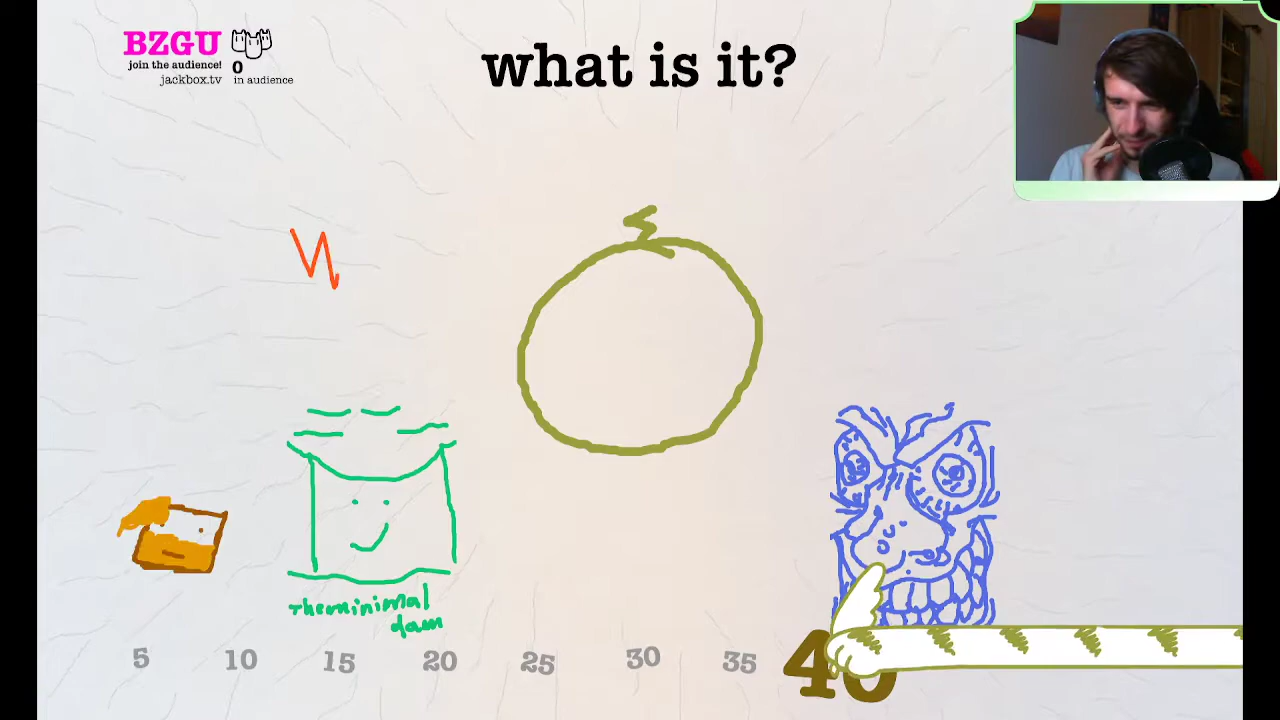 BZGU
join the audience!
jackbox.tv
0
in audience
what is it?
Theminimal
dam
5 10 15 20 25 30 35 40